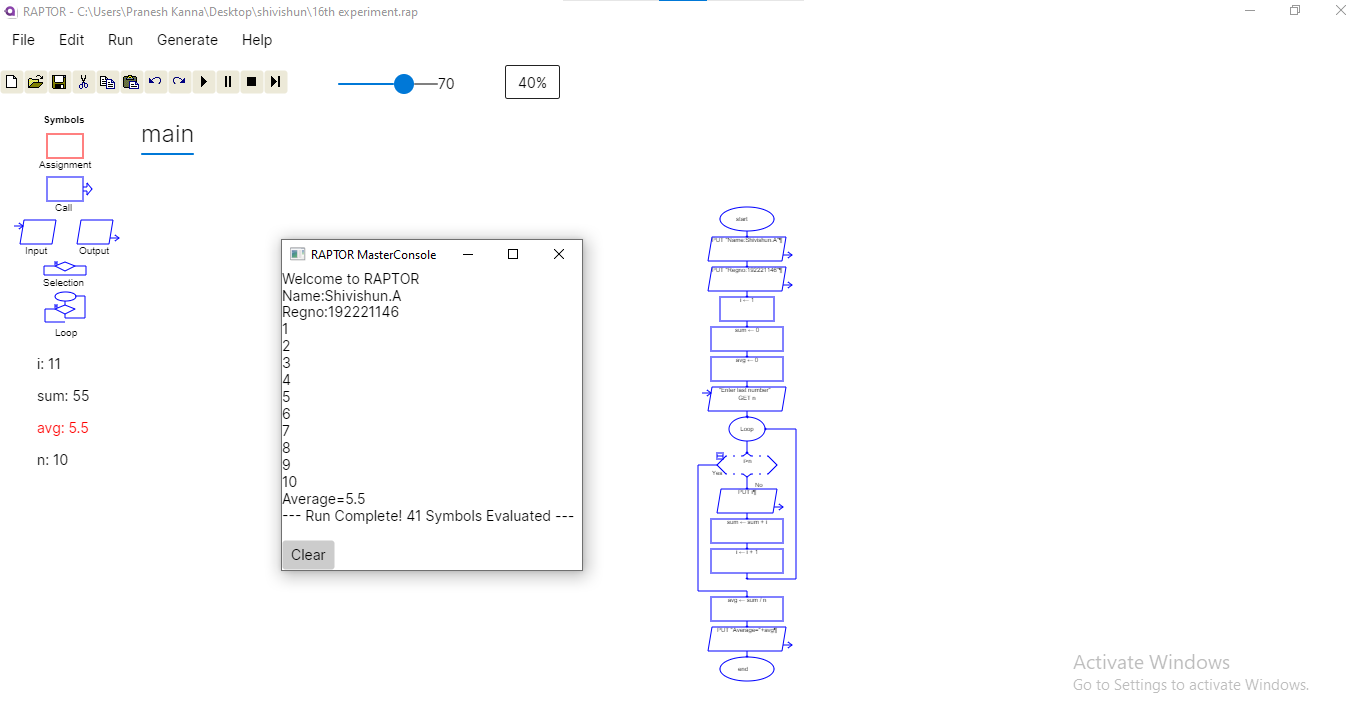 RAPTOR - C:\Users\Pranesh Kanna\Desktop\shivishun\16th experiment.rap
File Edit Run Generate Help
70
40%
Symbols
Assignment
Call
Input Output
Selection
Loop
i: 11
sum: 55
avg: 5.5
n: 10
main
RAPTOR MasterConsole
Welcome to RAPTOR
Name:Shivishun.A
Regno:192221146
1
2
3
4
5
6
7
8
9
10
Average=5.5
--- Run Complete! 41 Symbols Evaluated ---
Clear
start
PUT "Name:Shivishun.A"¶
PUT "Regno:192221146"¶
i ← 1
sum ← 0
avg ← 0
"Enter last number"
GET n
Loop
Yes
No
PUT i¶
sum ← sum + i
i ← i + 1
avg ← sum / n
PUT "Average="+avg¶
end
Activate Windows
Go to Settings to activate Windows.